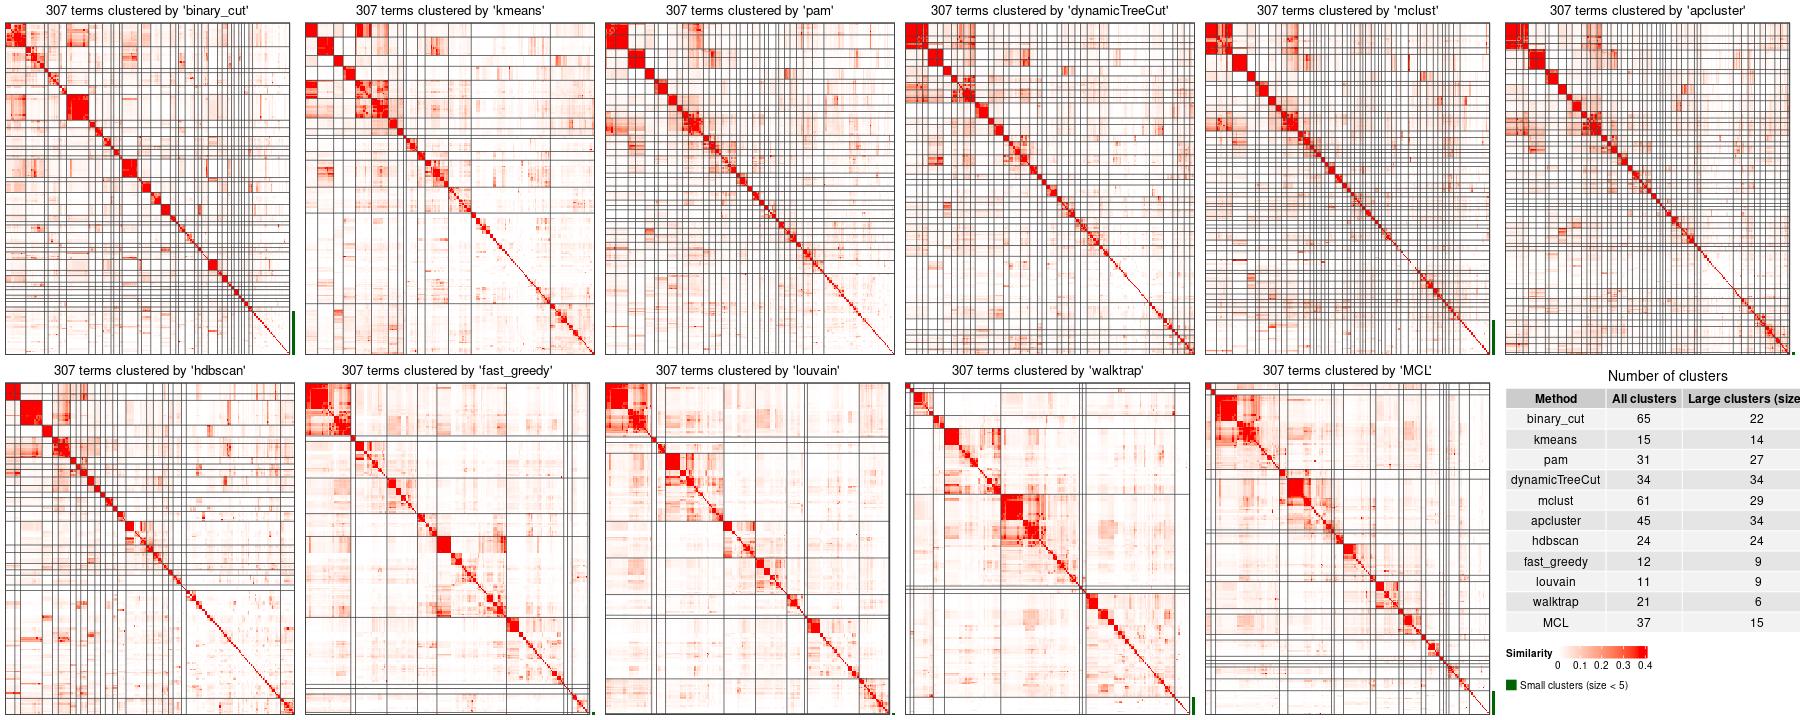 307 terms clustered by 'binary_cut'
307 terms clustered by 'kmeans'
307 terms clustered by 'pam'
307 terms clustered by 'dynamicTreeCut'
307 terms clustered by 'mclust'
307 terms clustered by 'apcluster'
307 terms clustered by 'hdbscan'
307 terms clustered by 'fast_greedy'
307 terms clustered by 'louvain'
307 terms clustered by 'walktrap'
307 terms clustered by 'MCL'
Number of clusters
Method All clusters Large clusters (size
binary_cut 65 22
kmeans 15 14
pam 31 27
dynamicTreeCut 34 34
mclust 61 29
apcluster 45 34
hdbscan 24 24
fast_greedy 12 9
louvain 11 9
walktrap 21 6
MCL 37 15
Similarity
0 0.1 0.2 0.3 0.4
Small clusters (size < 5)